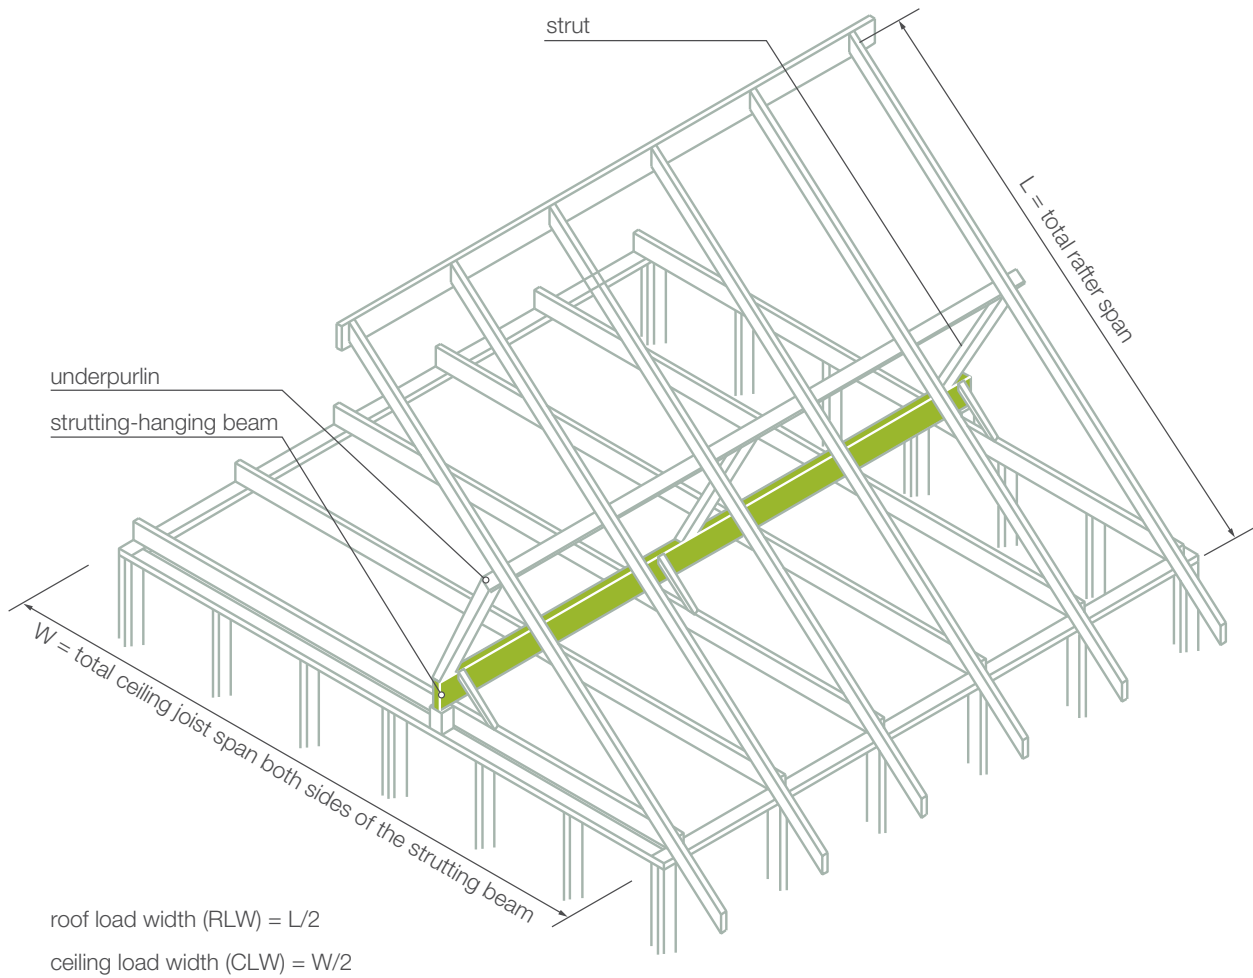 strut
L = total rafter span
underpurlin
strutting-hanging beam
W = total ceiling joist span both sides of the strutting beam
roof load width (RLW) = L/2
ceiling load width (CLW) = W/2